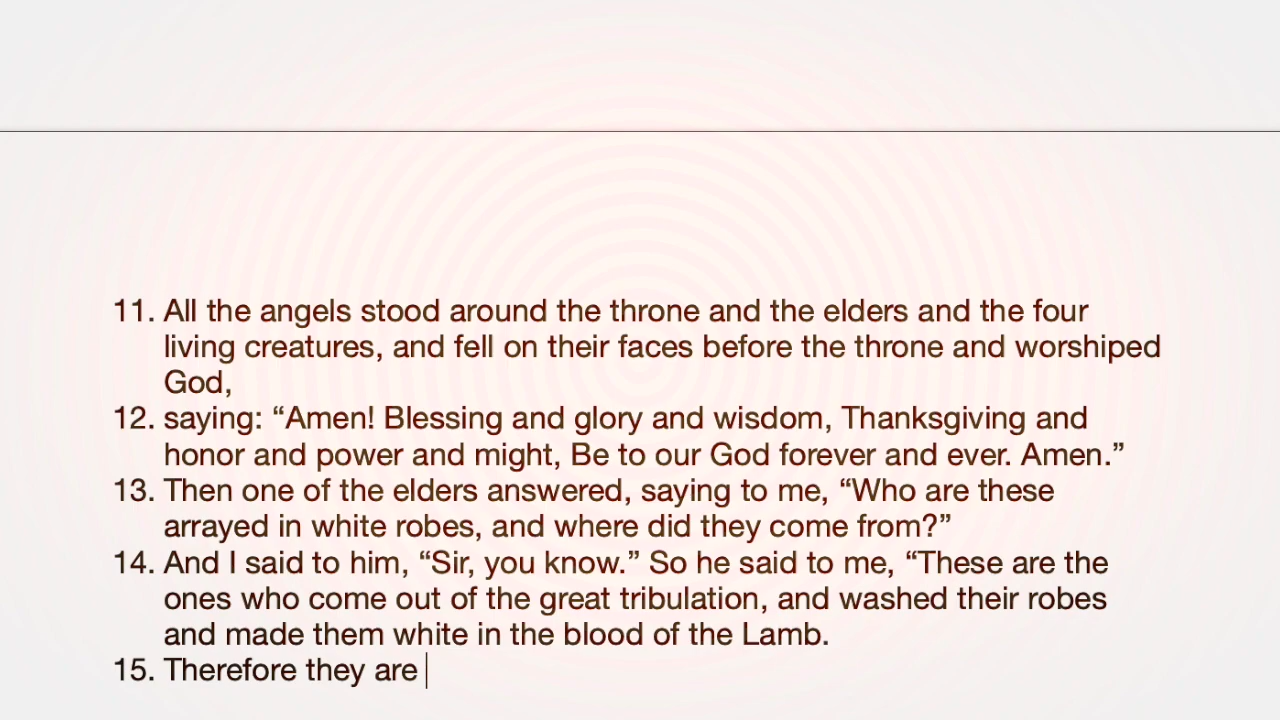 11. All the angels stood around the throne and the elders and the four
living creatures, and fell on their faces before the throne and worshiped
God,
12. saying: “Amen! Blessing and glory and wisdom, Thanksgiving and
honor and power and might, Be to our God forever and ever. Amen.”
13. Then one of the elders answered, saying to me, “Who are these
arrayed in white robes, and where did they come from?”
14. And I said to him, “Sir, you know.” So he said to me, “These are the
ones who come out of the great tribulation, and washed their robes
and made them white in the blood of the Lamb.
15. Therefore they are